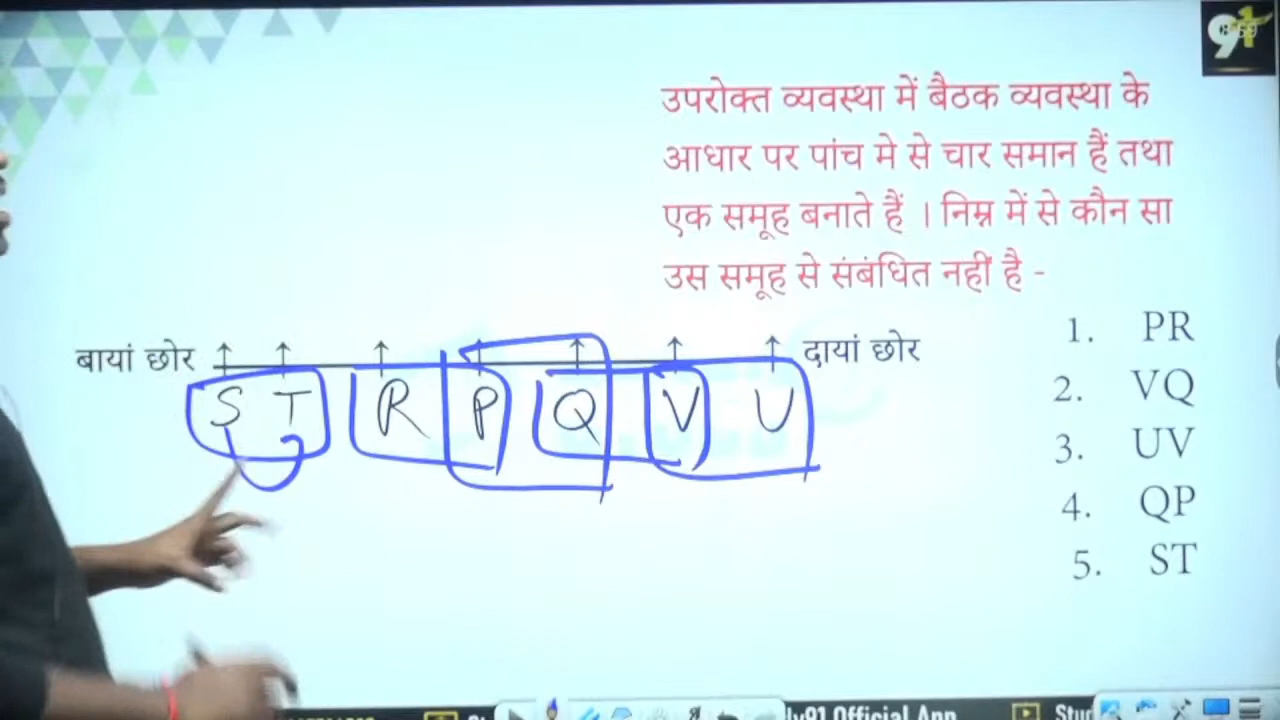 उपरोक्त व्यवस्था में बैठक व्यवस्था के
आधार पर पांच मे से चार समान हैं तथा
एक समूह बनाते हैं । निम्न में से कौन सा
उस समूह से संबंधित नहीं है -
बायां छोर
दायां छोर
S T R P Q V U
1. PR
2. VQ
3. UV
4. QP
5. ST